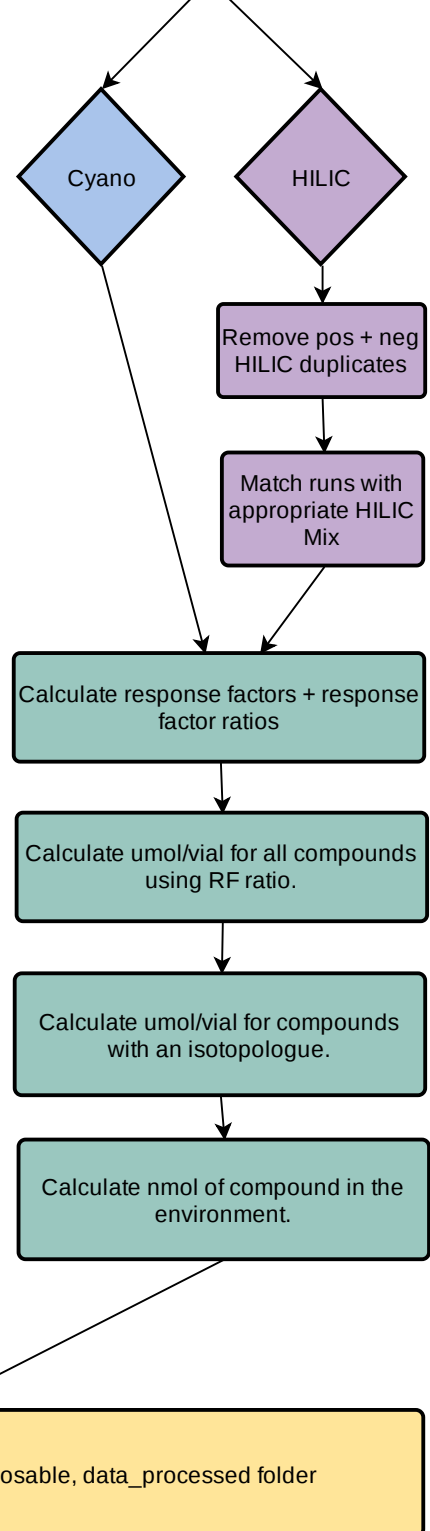 Cyano
HILIC
Remove pos + neg
HILIC duplicates
Match runs with
appropriate HILIC
Mix
Calculate response factors + response
factor ratios
Calculate umol/vial for all compounds
using RF ratio.
Calculate umol/vial for compounds
with an isotopologue.
Calculate nmol of compound in the
environment.
osable, data_processed folder